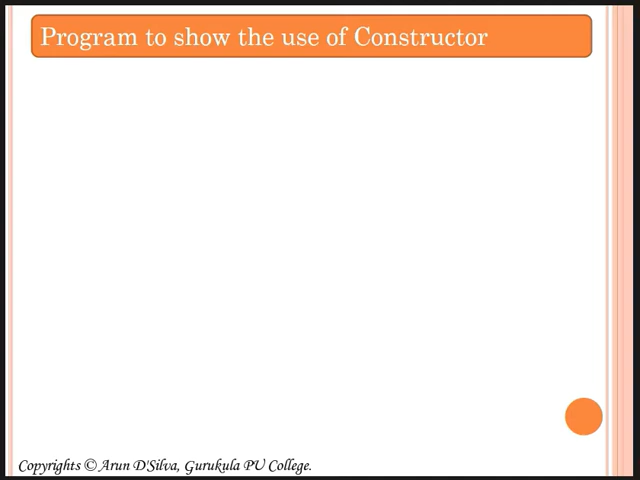 Program to show the use of Constructor
Copyrights © Arun D'Silva, Gurukula PU College.